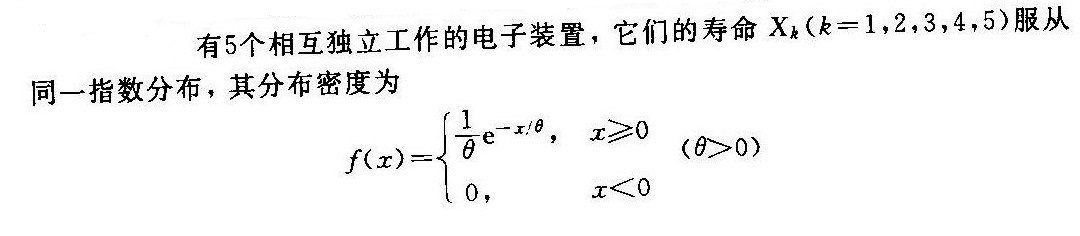 有5个相互独立工作的电子装置，它们的寿命 Xₖ(k=1,2,3,4,5)服从
同一指数分布，其分布密度为
f(x)={ 1/θ e^{-x/θ}, x≥0
0, x<0 (θ>0)